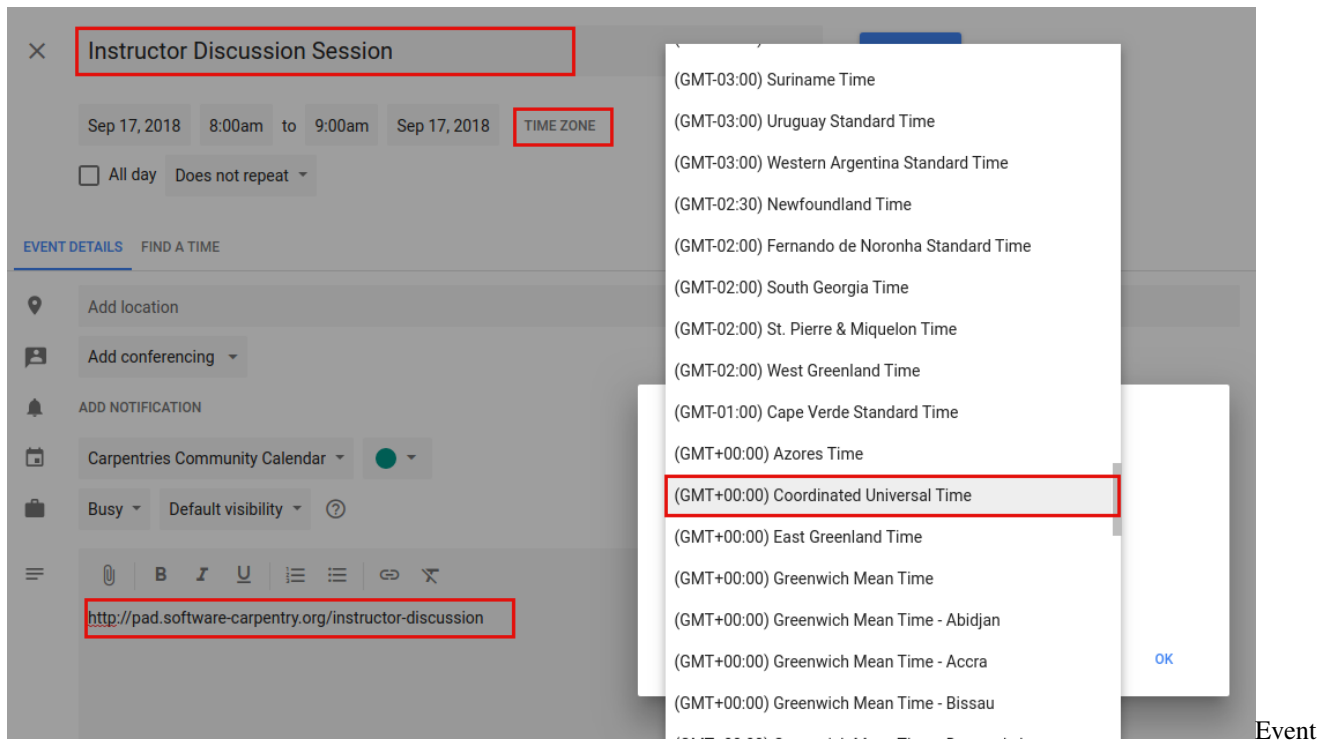 Instructor Discussion Session
Sep 17, 2018 8:00am to 9:00am Sep 17, 2018 TIME ZONE
All day Does not repeat
EVENT DETAILS FIND A TIME
Add location
Add conferencing
ADD NOTIFICATION
Carpentries Community Calendar
Busy Default visibility
B I U
http://pad.software-carpentry.org/instructor-discussion
(GMT-03:00) Suriname Time
(GMT-03:00) Uruguay Standard Time
(GMT-03:00) Western Argentina Standard Time
(GMT-02:30) Newfoundland Time
(GMT-02:00) Fernando de Noronha Standard Time
(GMT-02:00) South Georgia Time
(GMT-02:00) St. Pierre & Miquelon Time
(GMT-02:00) West Greenland Time
(GMT-01:00) Cape Verde Standard Time
(GMT+00:00) Azores Time
(GMT+00:00) Coordinated Universal Time
(GMT+00:00) East Greenland Time
(GMT+00:00) Greenwich Mean Time
(GMT+00:00) Greenwich Mean Time - Abidjan
(GMT+00:00) Greenwich Mean Time - Accra
(GMT+00:00) Greenwich Mean Time - Bissau
OK
Event